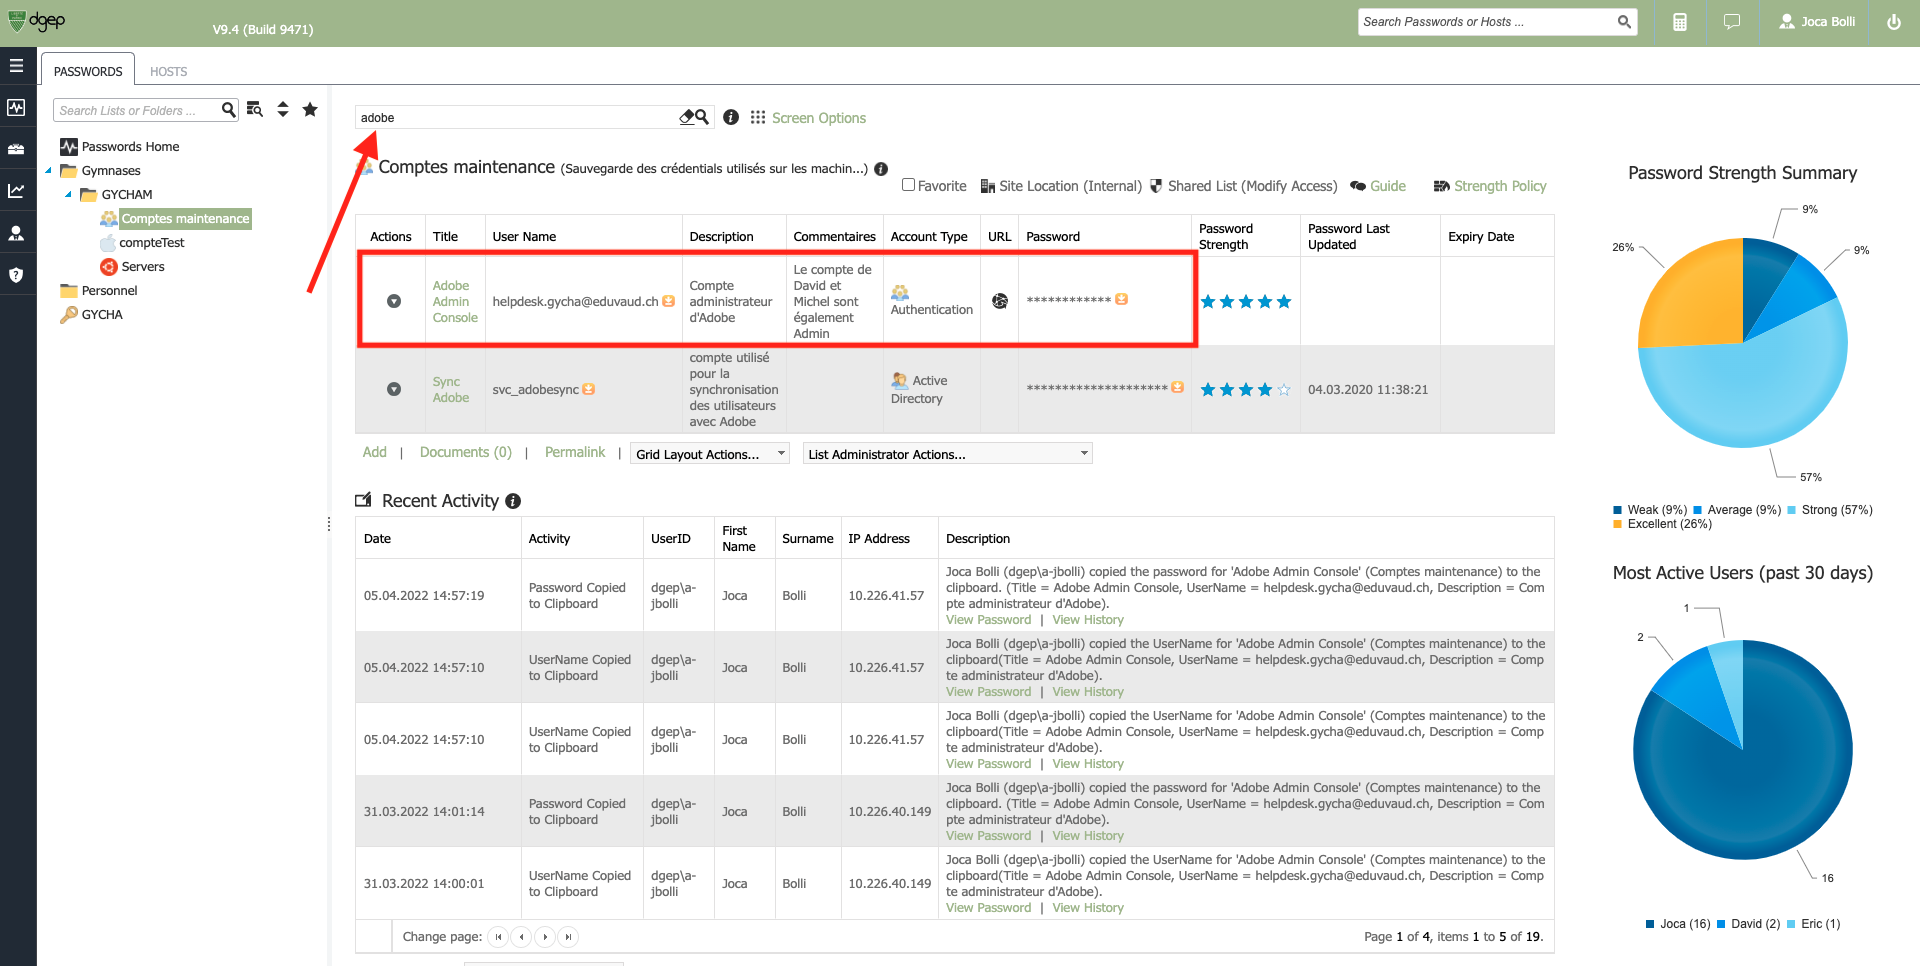 dgep
V9.4 (Build 9471)
Search Passwords or Hosts ...
Joca Bolli
PASSWORDS
HOSTS
Search Lists or Folders ...
Passwords Home
Gymnases
GYCHAM
Comptes maintenance
compteTest
Servers
Personnel
GYCHA
adobe
Screen Options
Comptes maintenance (Sauvegarde des crédentials utilisés sur les machin...)
Favorite Site Location (Internal) Shared List (Modify Access) Guide Strength Policy
Actions Title User Name Description Commentaires Account Type URL Password Password Strength Password Last Updated Expiry Date
Adobe
Admin
Console
helpdesk.gycha@eduvaud.ch
Compte
administrateur
d'Adobe
Le compte de
David et
Michel sont
également
Admin
Authentication
************
Sync
Adobe
svc_adobesync
compte utilisé
pour la
synchronisation
des utilisateurs
avec Adobe
Active
Directory
********************
04.03.2020 11:38:21
Add | Documents (0) | Permalink | Grid Layout Actions... List Administrator Actions...
Recent Activity
Date Activity UserID First Name Surname IP Address Description
05.04.2022 14:57:19
Password Copied
to Clipboard
dgep\a-
jbolli
Joca
Bolli
10.226.41.57
Joca Bolli (dgep\a-jbolli) copied the password for 'Adobe Admin Console' (Comptes maintenance) to the
clipboard. (Title = Adobe Admin Console, UserName = helpdesk.gycha@eduvaud.ch, Description = Com
pte administrateur d'Adobe).
View Password | View History
05.04.2022 14:57:10
UserName Copied
to Clipboard
dgep\a-
jbolli
Joca
Bolli
10.226.41.57
Joca Bolli (dgep\a-jbolli) copied the UserName for 'Adobe Admin Console' (Comptes maintenance) to the
clipboard(Title = Adobe Admin Console, UserName = helpdesk.gycha@eduvaud.ch, Description = Comp
te administrateur d'Adobe).
View Password | View History
05.04.2022 14:57:10
UserName Copied
to Clipboard
dgep\a-
jbolli
Joca
Bolli
10.226.41.57
Joca Bolli (dgep\a-jbolli) copied the UserName for 'Adobe Admin Console' (Comptes maintenance) to the
clipboard(Title = Adobe Admin Console, UserName = helpdesk.gycha@eduvaud.ch, Description = Comp
te administrateur d'Adobe).
View Password | View History
31.03.2022 14:01:14
Password Copied
to Clipboard
dgep\a-
jbolli
Joca
Bolli
10.226.40.149
Joca Bolli (dgep\a-jbolli) copied the password for 'Adobe Admin Console' (Comptes maintenance) to the
clipboard. (Title = Adobe Admin Console, UserName = helpdesk.gycha@eduvaud.ch, Description = Com
pte administrateur d'Adobe).
View Password | View History
31.03.2022 14:00:01
UserName Copied
to Clipboard
dgep\a-
jbolli
Joca
Bolli
10.226.40.149
Joca Bolli (dgep\a-jbolli) copied the UserName for 'Adobe Admin Console' (Comptes maintenance) to the
clipboard(Title = Adobe Admin Console, UserName = helpdesk.gycha@eduvaud.ch, Description = Comp
te administrateur d'Adobe).
View Password | View History
Change page:
Page 1 of 4, items 1 to 5 of 19.
Password Strength Summary
9%
9%
26%
57%
Weak (9%) Average (9%) Strong (57%)
Excellent (26%)
Most Active Users (past 30 days)
1
2
16
Joca (16) David (2) Eric (1)